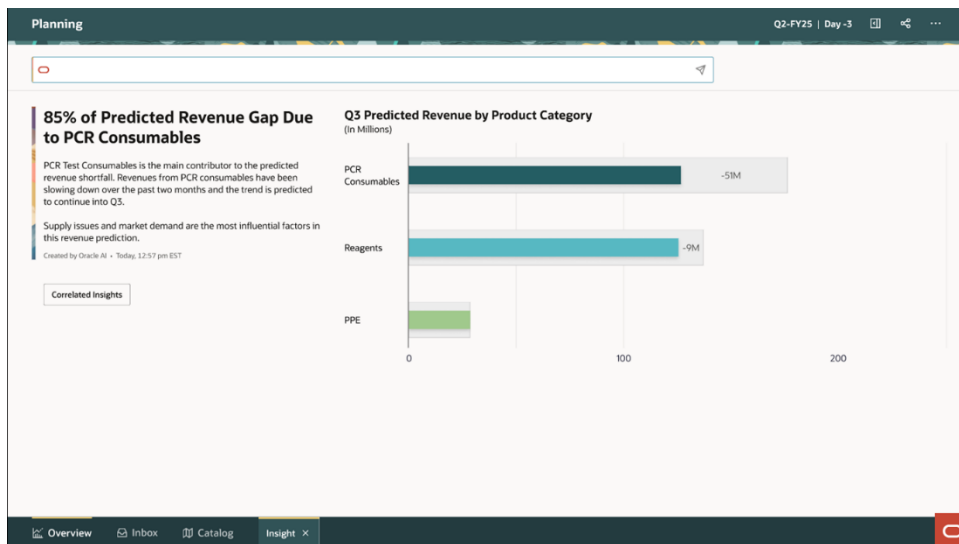 Planning
Q2-FY25 | Day -3
85% of Predicted Revenue Gap Due
to PCR Consumables
PCR Test Consumables is the main contributor to the predicted
revenue shortfall. Revenues from PCR consumables have been
slowing down over the past two months and the trend is predicted
to continue into Q3.
Supply issues and market demand are the most influential factors in
this revenue prediction.
Created by Oracle AI • Today, 12:57 pm EST
Correlated Insights
Q3 Predicted Revenue by Product Category
(In Millions)
PCR
Consumables
-51M
Reagents
-9M
PPE
0
100
200
Overview
Inbox
Catalog
Insight ×